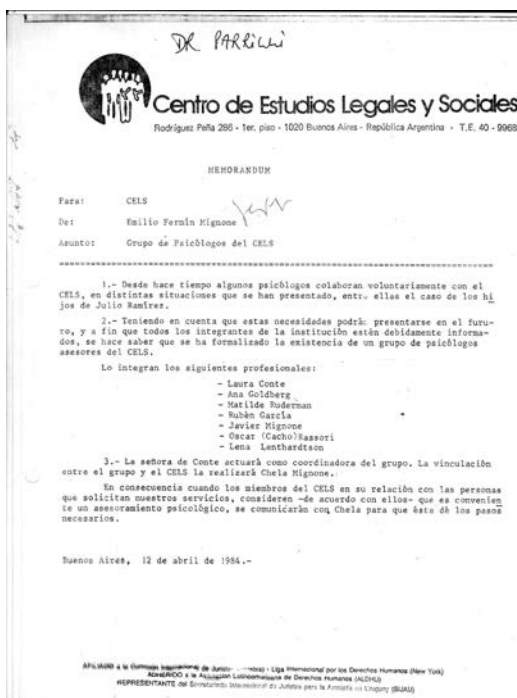 DR PARRILLI
Centro de Estudios Legales y Sociales
Rodríguez Peña 286 - 1er. piso - 1020 Buenos Aires - República Argentina - T.E. 40 - 9968
MEMORANDUM
Para: CELS
De: Emilio Fermín Mignone
Asunto: Grupo de Psicólogos del CELS
1.- Desde hace tiempo algunos psicólogos colaboran voluntariamente con el
CELS, en distintas situaciones que se han presentado, entre ellas el caso de los hi
jos de Julio Ramírez.
2.- Teniendo en cuenta que estas necesidades podrán presentarse en el futu-
ro, y a fin que todos los integrantes de la institución estén debidamente informa-
dos, se hace saber que se ha formalizado la existencia de un grupo de psicólogos
asesores del CELS.
Lo integran los siguientes profesionales:
- Laura Conte
- Ana Goldberg
- Matilde Ruderman
- Rubén García
- Javier Mignone
- Oscar (Cacho) Kassori
- Lena Lenthardtson
3.- La señora de Conte actuará como coordinadora del grupo. La vinculación
entre el grupo y el CELS la realizará Chela Mignone.
En consecuencia cuando los miembros del CELS en su relación con las personas
que solicitan nuestros servicios, consideren -de acuerdo con ellos- que es convenien
te un asesoramiento psicológico, se comunicarán con Chela para que ésta dé los pasos
necesarios.
Buenos Aires, 12 de abril de 1984.-
AFILIADO a la Comisión Internacional de Juristas - Liga Internacional por los Derechos Humanos (New York)
ADHERIDO a la Asociación Latinoamericana de Derechos Humanos (ALDHU)
REPRESENTANTE del Secretariado Internacional de Juristas para la Amnistía en Uruguay (SIJAU)